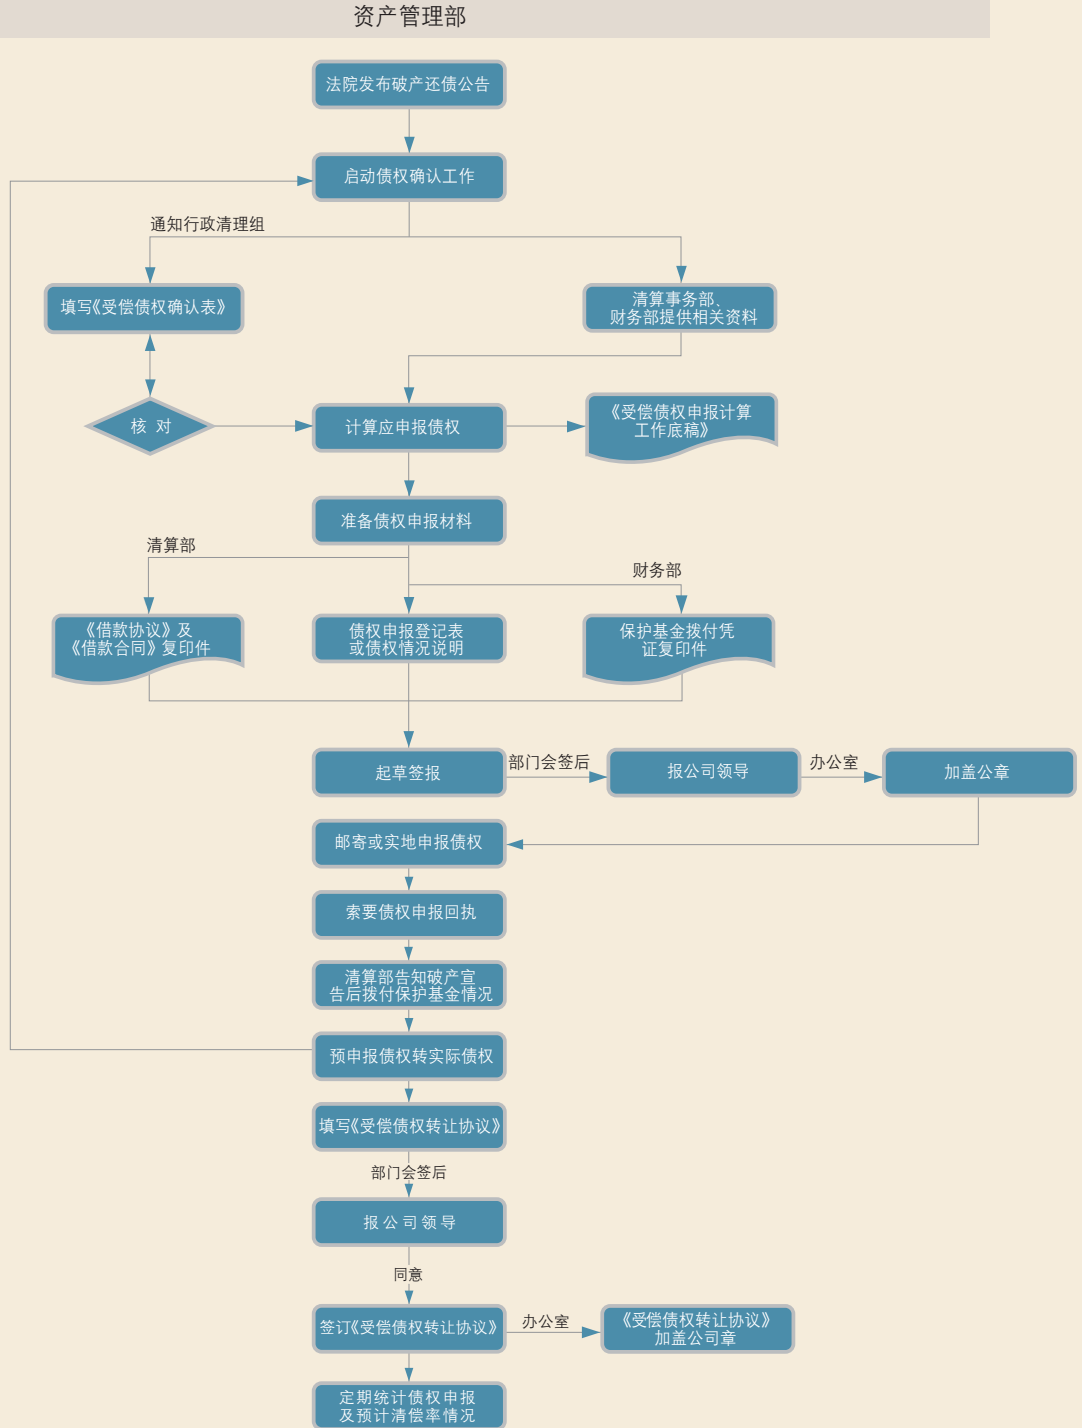 资产管理部
法院发布破产还债公告
启动债权确认工作
通知行政清理组
填写《受偿债权确认表》
清算事务部、
财务部提供相关资料
核 对
计算应申报债权
《受偿债权申报计算
工作底稿》
准备债权申报材料
清算部
财务部
《借款协议》及
《借款合同》复印件
债权申报登记表
或债权情况说明
保护基金拨付凭
证复印件
起草签报
部门会签后
报公司领导
办公室
加盖公章
邮寄或实地申报债权
索要债权申报回执
清算部告知破产宣
告后拨付保护基金情况
预申报债权转实际债权
填写《受偿债权转让协议》
部门会签后
报公司领导
同意
签订《受偿债权转让协议》
办公室
《受偿债权转让协议》
加盖公司章
定期统计债权申报
及预计清偿率情况